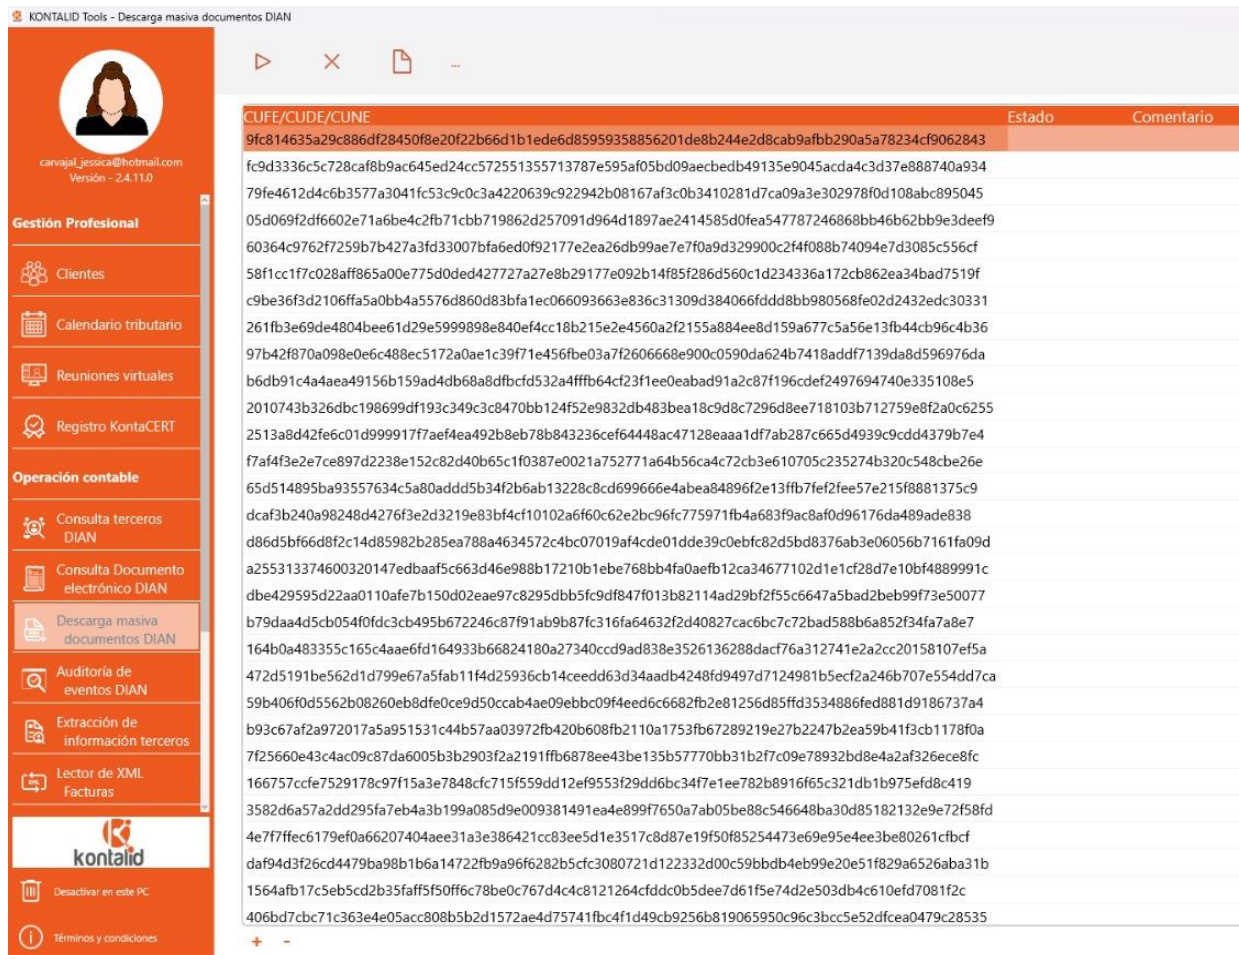 KONTALID Tools - Descarga masiva documentos DIAN
carvajal_jessica@hotmail.com
Versión - 2.4.11.0
Gestión Profesional
Clientes
Calendario tributario
Reuniones virtuales
Registro KontaCERT
Operación contable
Consulta terceros
DIAN
Consulta Documento
electrónico DIAN
Descarga masiva
documentos DIAN
Auditoría de
eventos DIAN
Extracción de
información terceros
Lector de XML
Facturas
kontalid
Desactivar en este PC
Términos y condiciones
...
CUFE/CUDE/CUNE Estado Comentario
9fc814635a29c886df28450f8e20f22b66d1b1ede6d85959358856201de8b244e2d8cab9afbb290a5a78234cf9062843
fc9d3336c5c728caf8b9ac645ed24cc572551355713787e595af05bd09aecbedb49135e9045acda4c3d37e888740a934
79fe4612d4c6b3577a3041fc53c9c0c3a4220639c922942b08167af3c0b3410281d7ca09a3e302978f0d108abc895045
05d069f2df6602e71a6be4c2fb71cbb719862d257091d964d1897ae2414585d0fea547787246868bb46b62bb9e3deef9
60364c9762f7259b7b427a3fd33007bfa6ed0f92177e2ea26db99ae7e7f0a9d329900c2f4f088b74094e7d3085c556cf
58f1cc1f7c028aff865a00e775d0ded427727a27e8b29177e092b14f85f286d560c1d234336a172cb862ea34bad7519f
c9be36f3d2106ffa5a0bb4a5576d860d83bfa1ec066093663e836c31309d384066fddd8bb980568fe02d2432edc30331
261fb3e69de4804bee61d29e5999898e840ef4cc18b215e2e4560a2f2155a884ee8d159a677c5a56e13fb44cb96c4b36
97b42f870a098e0e6c488ec5172a0ae1c39f71e456fbe03a7f2606668e900c0590da624b7418addf7139da8d596976da
b6db91c4a4aea49156b159ad4db68a8dfbcfd532a4fffb64cf23f1ee0eabad91a2c87f196cdef2497694740e335108e5
2010743b326dbc198699df193c349c3c8470bb124f52e9832db483bea18c9d8c7296d8ee718103b712759e8f2a0c6255
2513a8d42fe6c01d999917f7aef4ea492b8eb78b843236cef64448ac47128eaaa1df7ab287c665d4939c9cdd4379b7e4
f7af4f3e2e7ce897d2238e152c82d40b65c1f0387e0021a752771a64b56ca4c72cb3e610705c235274b320c548cbe26e
65d514895ba93557634c5a80addd5b34f2b6ab13228c8cd699666e4abea84896f2e13ffb7fef2fee57e215f8881375c9
dcaf3b240a98248d4276f3e2d3219e83bf4cf10102a6f60c62e2bc96fc775971fb4a683f9ac8af0d96176da489ade838
d86d5bf66d8f2c14d85982b285ea788a4634572c4bc07019af4cde01dde39c0ebfc82d5bd8376ab3e06056b7161fa09d
a255313374600320147edbaaf5c663d46e988b17210b1ebe768bb4fa0aefb12ca34677102d1e1cf28d7e10bf4889991c
dbe429595d22aa0110afe7b150d02eae97c8295dbb5fc9df847f013b82114ad29bf2f55c6647a5bad2beb99f73e50077
b79daa4d5cb054f0fdc3cb495b672246c87f91ab9b87fc316fa64632f2d40827cac6bc7c72bad588b6a852f34fa7a8e7
164b0a483355c165c4aae6fd164933b66824180a27340ccd9ad838e3526136288dacf76a312741e2a2cc20158107ef5a
472d5191be562d1d799e67a5fab11f4d25936cb14ceedd63d34aadb4248fd9497d7124981b5ecf2a246b707e554dd7ca
59b406f0d5562b08260eb8dfe0ce9d50ccab4ae09ebbc09f4eed6c6682fb2e81256d85ffd3534886fed881d9186737a4
b93c67af2a972017a5a951531c44b57aa03972fb420b608fb2110a1753fb67289219e27b2247b2ea59b41f3cb1178f0a
7f25660e43c4ac09c87da6005b3b2903f2a2191ffb6878ee43be135b57770bb31b2f7c09e78932bd8e4a2af326ece8fc
166757ccfe7529178c97f15a3e7848cfc715f559dd12ef9553f29dd6bc34f7e1ee782b8916f65c321db1b975efd8c419
3582d6a57a2dd295fa7eb4a3b199a085d9e009381491ea4e899f7650a7ab05be88c546648ba30d85182132e9e72f58fd
4e7f7ffec6179ef0a66207404aee31a3e386421cc83ee5d1e3517c8d87e19f50f85254473e69e95e4ee3be80261cfbcf
daf94d3f26cd4479ba98b1b6a14722fb9a96f6282b5cfc3080721d122332d00c59bbdb4eb99e20e51f829a6526aba31b
1564afb17c5eb5cd2b35faff5f50ff6c78be0c767d4c4c8121264cfddc0b5dee7d61f5e74d2e503db4c610efd7081f2c
406bd7cbc71c363e4e05acc808b5b2d1572ae4d75741fbc4f1d49cb9256b819065950c96c3bcc5e52dfcea0479c28535
+ -